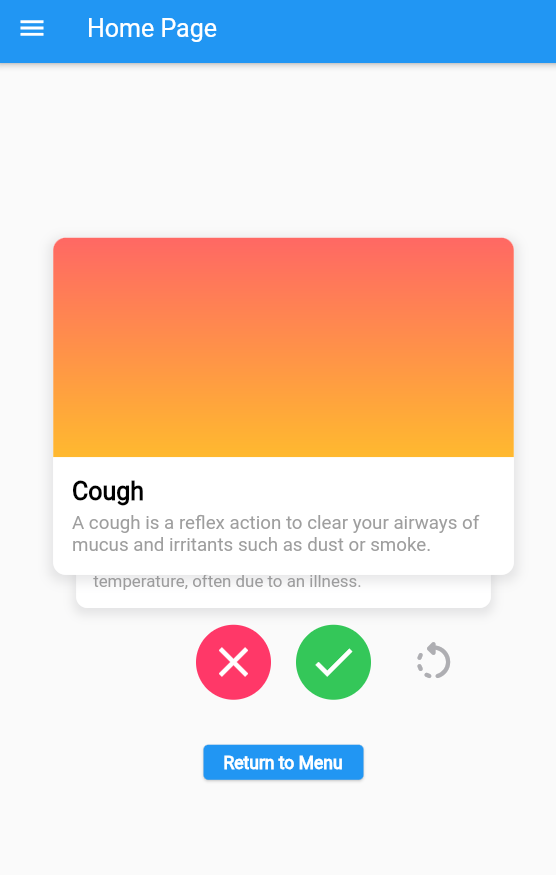 Home Page
Cough
A cough is a reflex action to clear your airways of
mucus and irritants such as dust or smoke.
temperature, often due to an illness.
Return to Menu